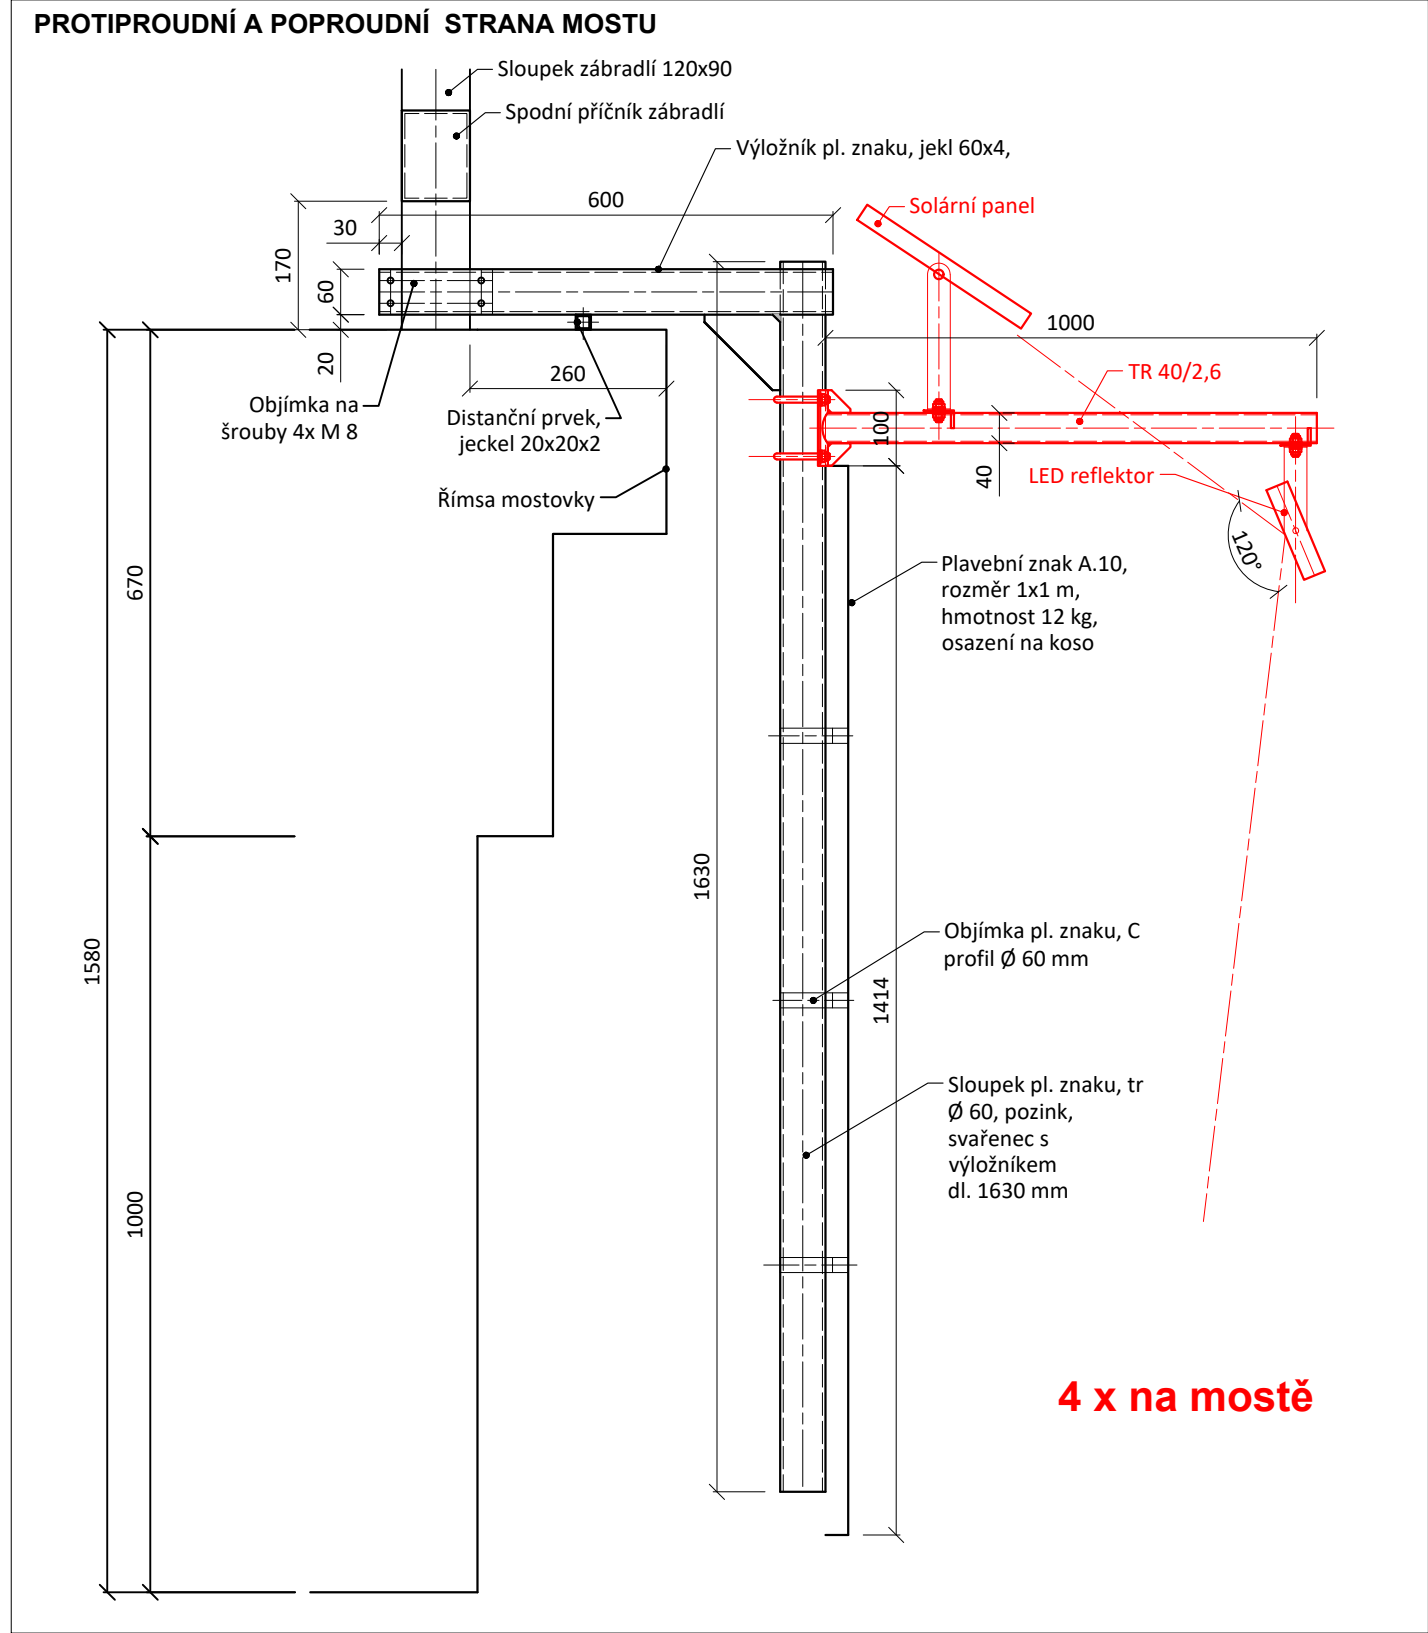 PROTIPROUDNÍ A POPROUDNÍ STRANA MOSTU
Sloupek zábradlí 120x90
Spodní příčník zábradlí
Výložník pl. znaku, jekl 60x4,
600
Solární panel
30
170
60
1000
20
260
TR 40/2,6
Objímka na
šrouby 4x M 8
Distanční prvek,
jeckel 20x20x2
100
40
LED reflektor
Římsa mostovky
120°
670
Plavební znak A.10,
rozměr 1x1 m,
hmotnost 12 kg,
osazení na koso
1630
1580
Objímka pl. znaku, C
profil Ø 60 mm
1414
Sloupek pl. znaku, tr
Ø 60, pozink,
svařenec s
výložníkem
dl. 1630 mm
1000
4 x na mostě